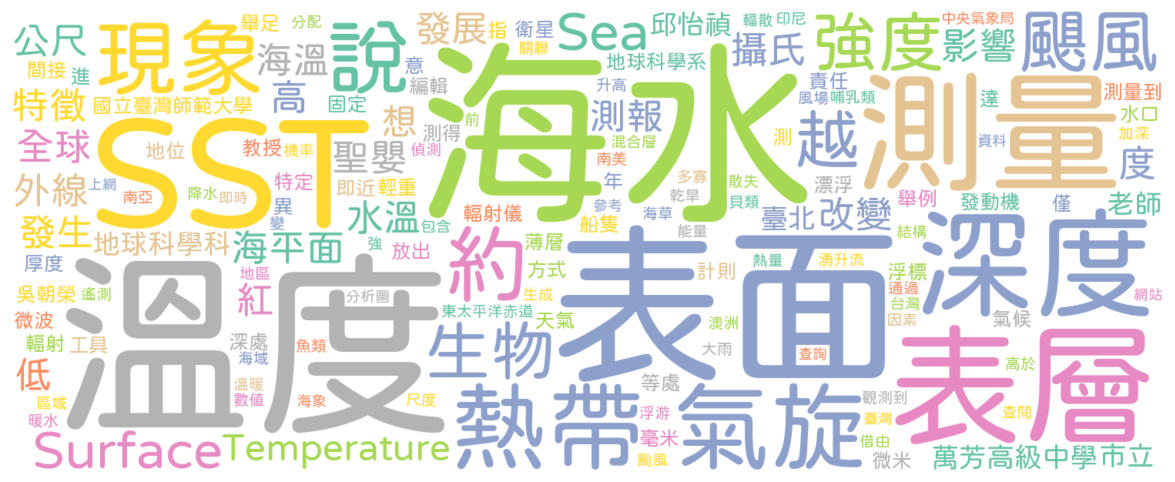 公尺
間接
進
舉足
分配
現象
說
發展
指
衛星
關聯
意
Sea
邱怡禎
輻散
印尼
中央氣象局
強度
影響
颶風
海溫
編輯
地球科學系
攝氏
責任
風場
哺乳類
達
測量到
水口
特徵
國立臺灣師範大學
高
固定
升高
海水
想
前
測報
測得
混合層
測
越
測量
資料
加深
全球
SST
地位
教授
機率
聖嬰
偵測
南美
度
外線
上網
南亞
降水
即時
特定
即近
輕重
年
多寡
乾旱
散失
漂浮
舉例
發動機
僅
老師
發生
異
變
水溫
包含
輻射儀
參考
海草
貝類
臺北
改變
結構
深度
厚度
地球科學科
海平面
強
放出
約
船隻
能量
薄層
表面
熱量
湧升流
浮標
通過
吳朝榮
遙測
溫度
地區
紅
分析圖
方式
計則
台灣
網站
微波
生成
東太平洋赤道
天氣
澳洲
因素
氣候
輻射
工具
深處
海域
魚類
生物
大雨
查詢
表層
低
溫暖
數值
海象
尺度
等處
觀測到
高於
區域
暖水
熱帶
浮游
氣旋
臺灣
查閱
Surface
Temperature
毫米
颱風
借由
微米
萬芳高級中學
市立